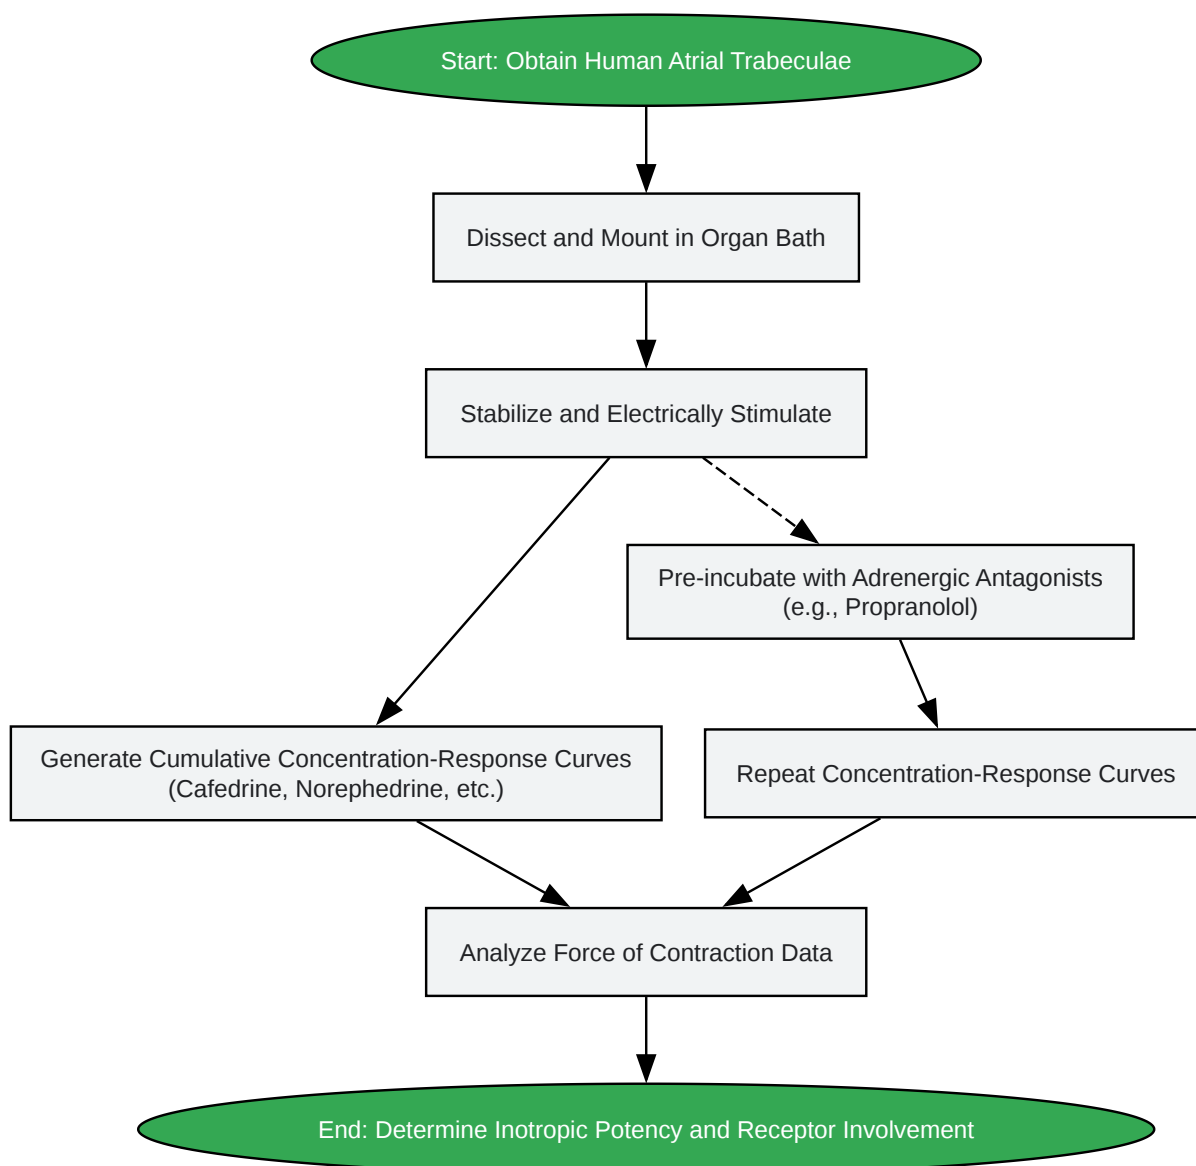 Start: Obtain Human Atrial Trabeculae
Dissect and Mount in Organ Bath
Stabilize and Electrically Stimulate
Pre-incubate with Adrenergic Antagonists
(e.g., Propranolol)
Generate Cumulative Concentration-Response Curves
(Cafedrine, Norephedrine, etc.)
Repeat Concentration-Response Curves
Analyze Force of Contraction Data
End: Determine Inotropic Potency and Receptor Involvement